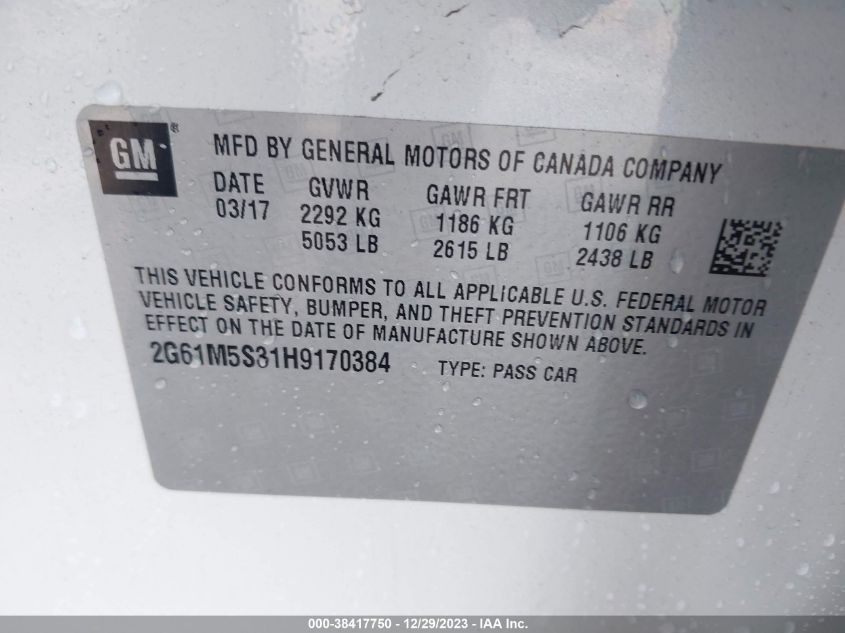 GM®
MFD BY GENERAL MOTORS OF CANADA COMPANY
DATE GVWR GAWR FRT GAWR RR
03/17 2292 KG 1186 KG 1106 KG
5053 LB 2615 LB 2438 LB
THIS VEHICLE CONFORMS TO ALL APPLICABLE U.S. FEDERAL MOTOR
VEHICLE SAFETY, BUMPER, AND THEFT PREVENTION STANDARDS IN
EFFECT ON THE DATE OF MANUFACTURE SHOWN ABOVE.
2G61M5S31H9170384 TYPE: PASS CAR
000-38417750 - 12/29/2023 - IAA Inc.